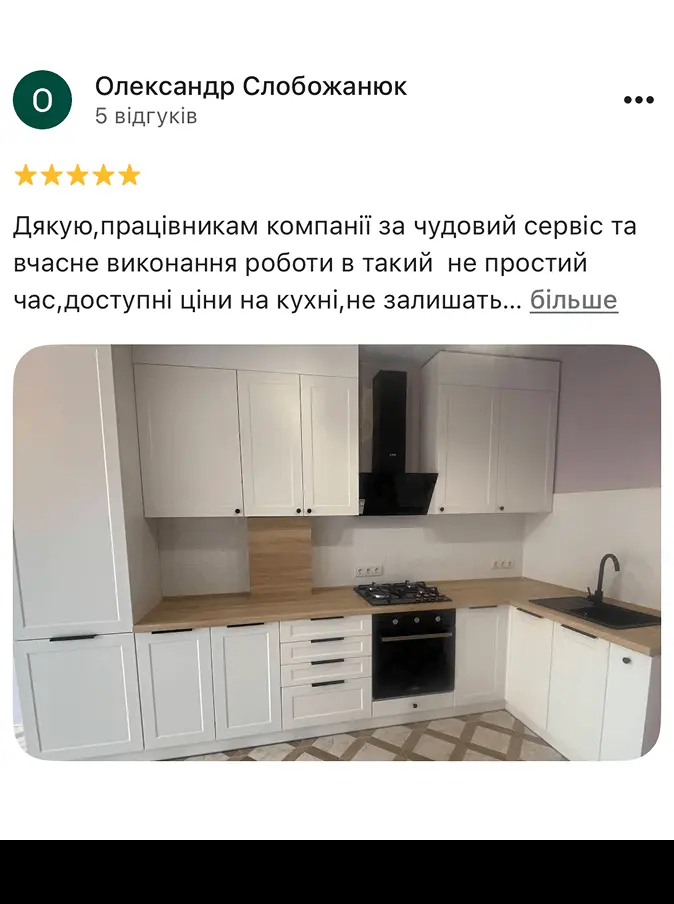 О
Олександр Слобожанюк
5 відгуків
Дякую,працівникам компанії за чудовий сервіс та
вчасне виконання роботи в такий не простий
час,доступні ціни на кухні,не залишать... більше